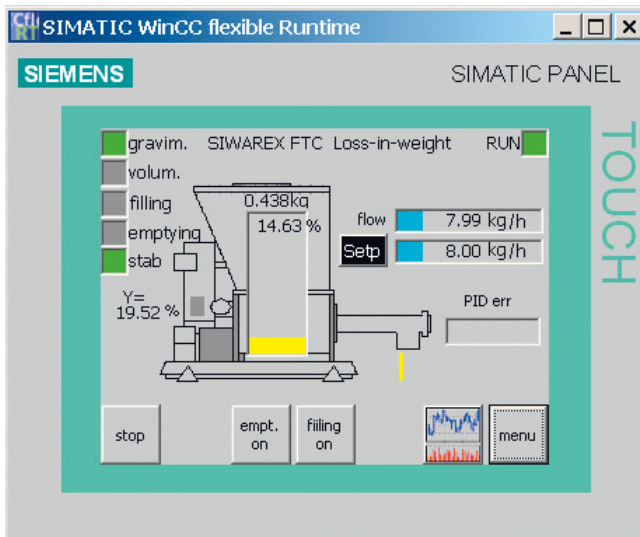 SIMATIC WinCC flexible Runtime
SIEMENS
SIMATIC PANEL
TOUCH
gravim.
SIWAREX FTC Loss-in-weight
RUN
volum.
filling
emptying
stab
0.438kg
14.63 %
flow
7.99 kg/h
Setp
8.00 kg/h
Y=
19.52 %
PID err
stop
empt.
on
fiiling
on
menu